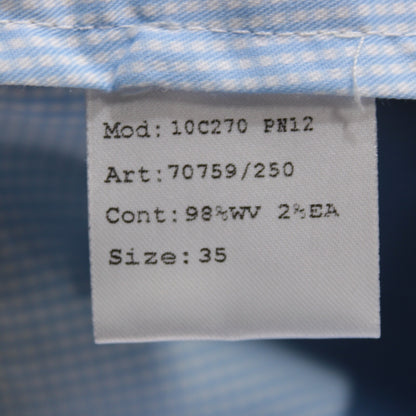 Mod: 10C270 PN12
Art:70759/250
Cont:98%WV 2%EA
Size:35